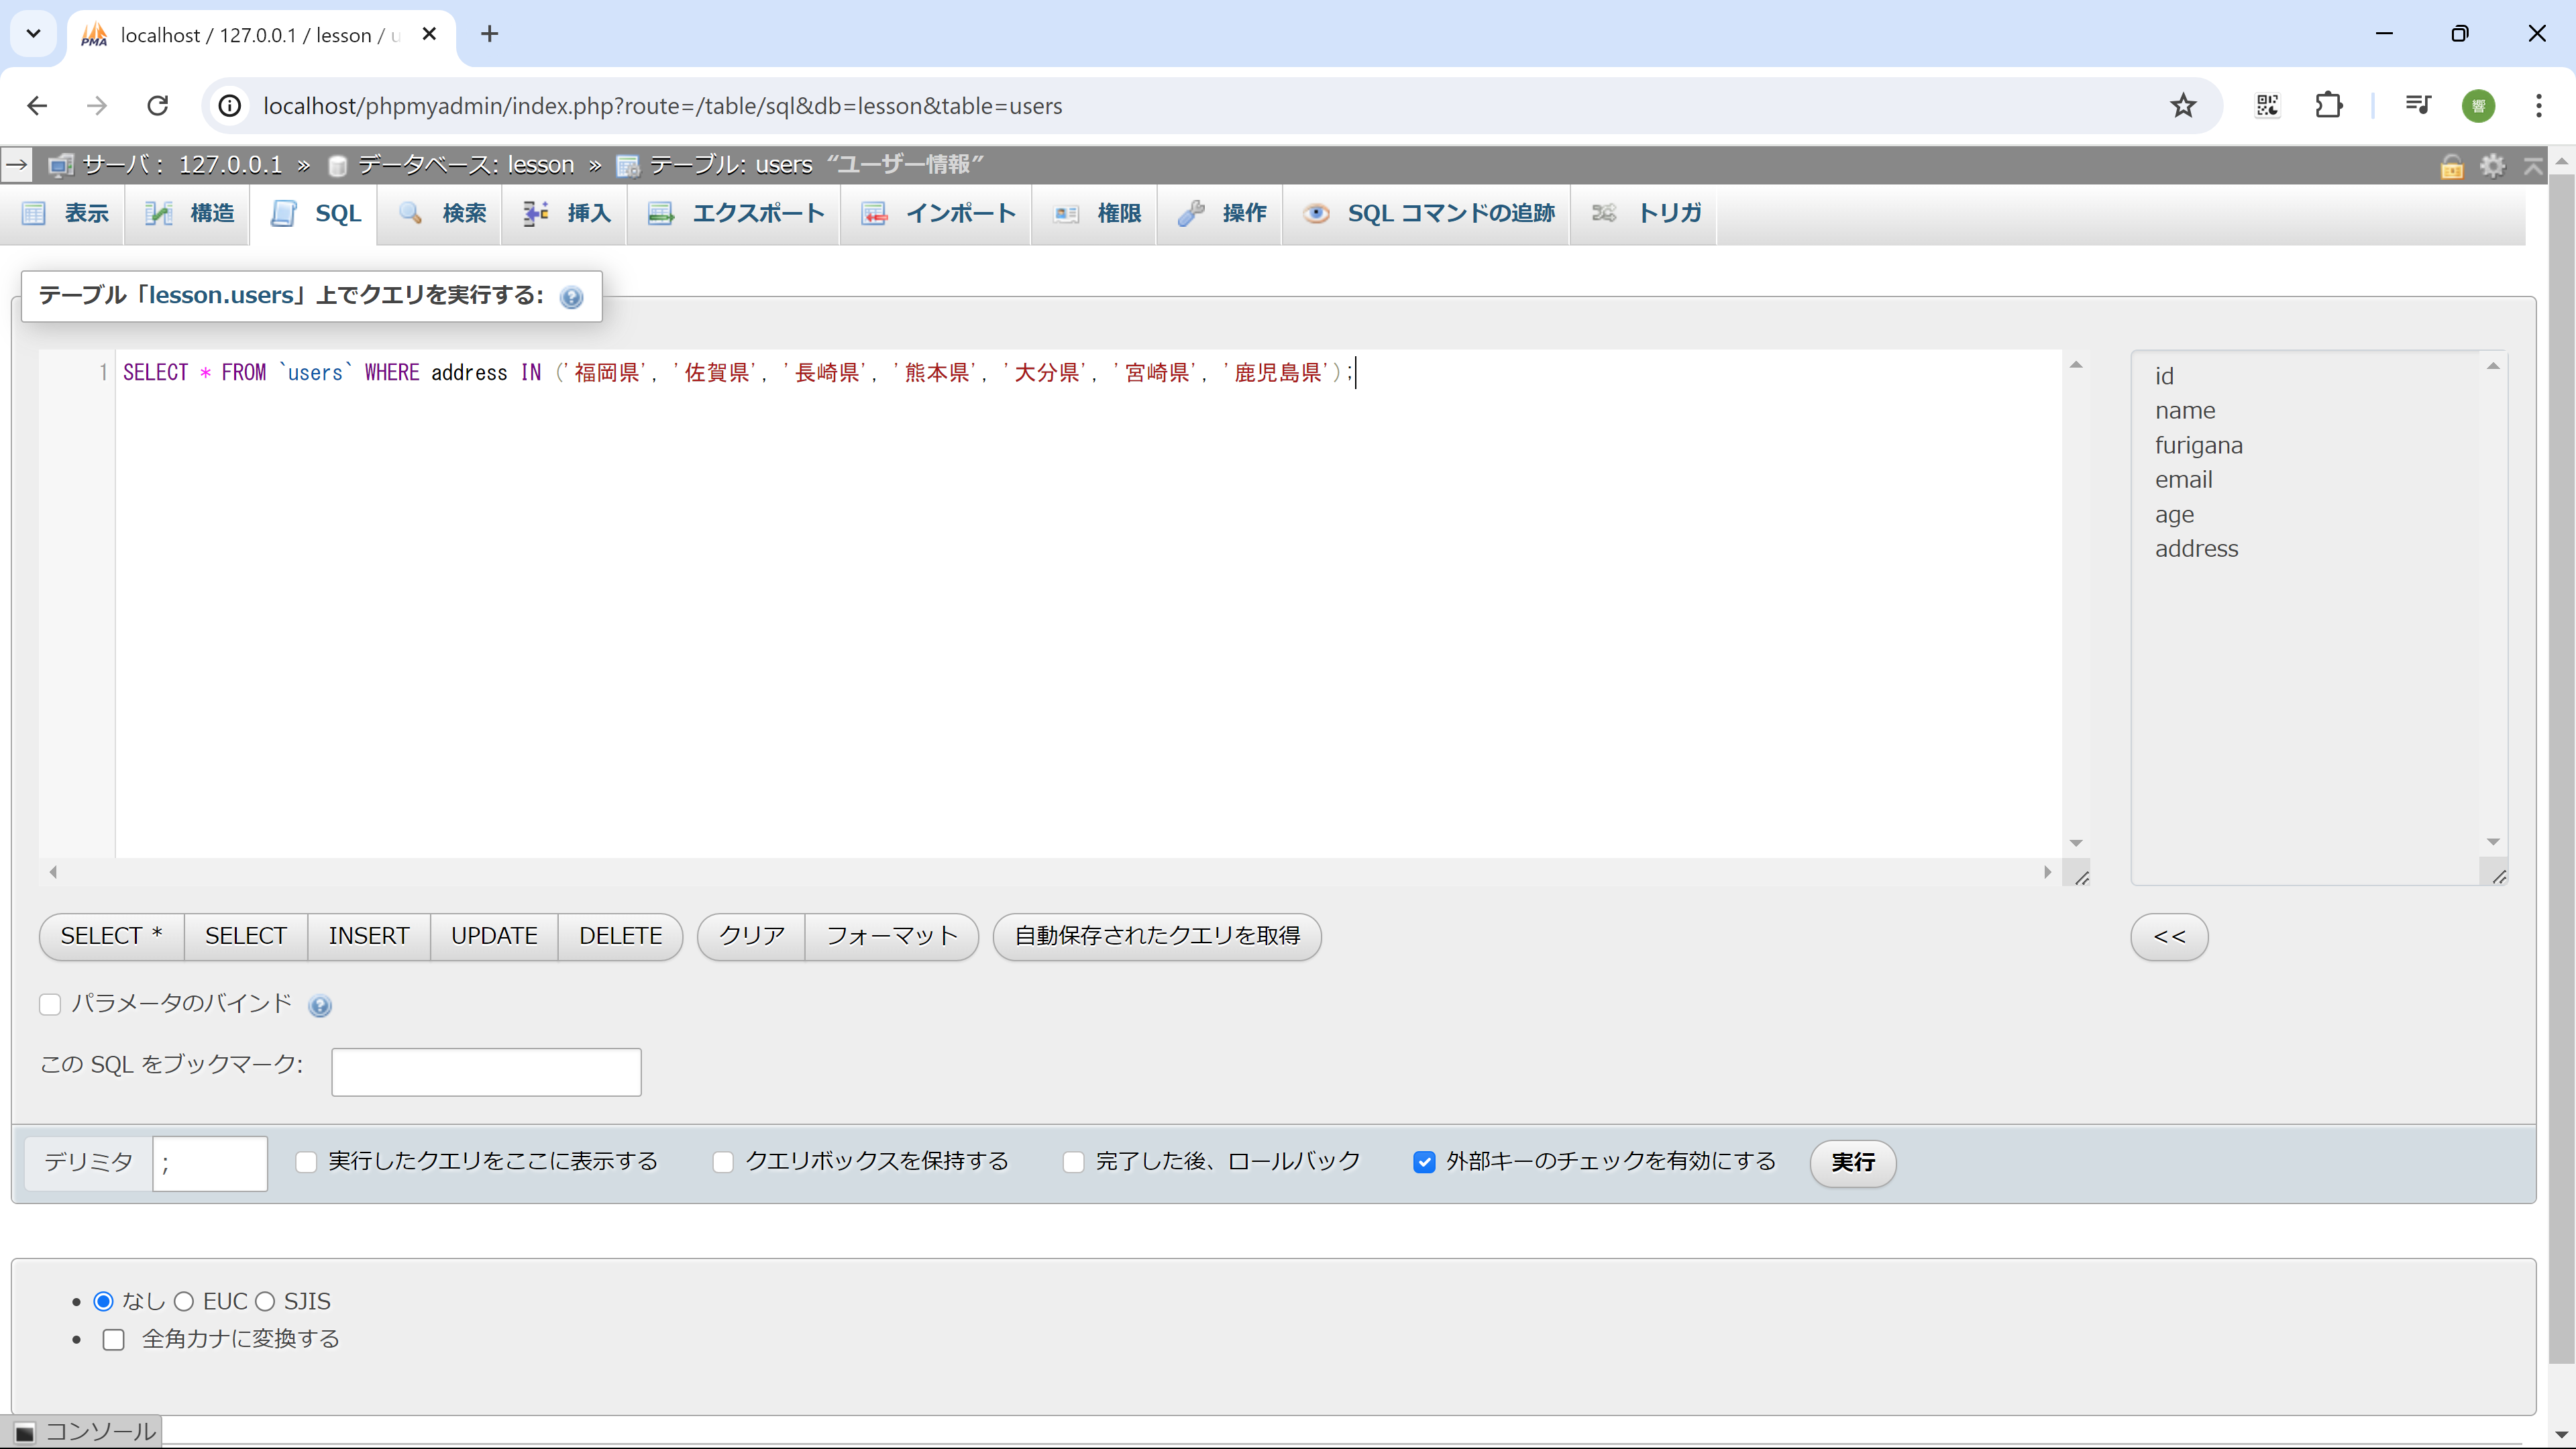 localhost / 127.0.0.1 / lesson / u
localhost/phpmyadmin/index.php?route=/table/sql&db=lesson&table=users
響
サーバ: 127.0.0.1 » データベース: lesson » テーブル: users “ユーザー情報”
表示 構造 SQL 検索 挿入 エクスポート インポート 権限 操作 SQL コマンドの追跡 トリガ
テーブル「lesson.users」上でクエリを実行する:
1 SELECT * FROM `users` WHERE address IN ('福岡県', '佐賀県', '長崎県', '熊本県', '大分県', '宮崎県', '鹿児島県');
id
name
furigana
email
age
address
SELECT * SELECT INSERT UPDATE DELETE クリア フォーマット 自動保存されたクエリを取得 <<
パラメータのバインド
この SQL をブックマーク:
デリミタ ; 実行したクエリをここに表示する クエリボックスを保持する 完了した後、ロールバック 外部キーのチェックを有効にする 実行
なし EUC SJIS
全角カナに変換する
コンソール